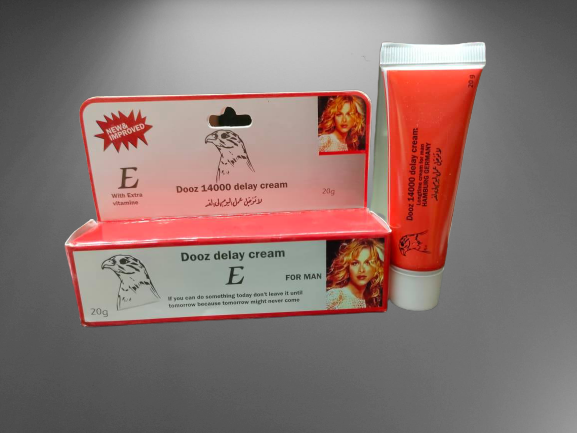 NEW&
IMPROVED
E
With Extra
vitamine
Dooz 14000 delay cream
20g
Dooz delay cream
E
FOR MAN
If you can do something today don't leave it until
tomorrow because tomorrow might never come
20g
20 g
Dooz 14000 delay cream
HAMBURG GERMANY